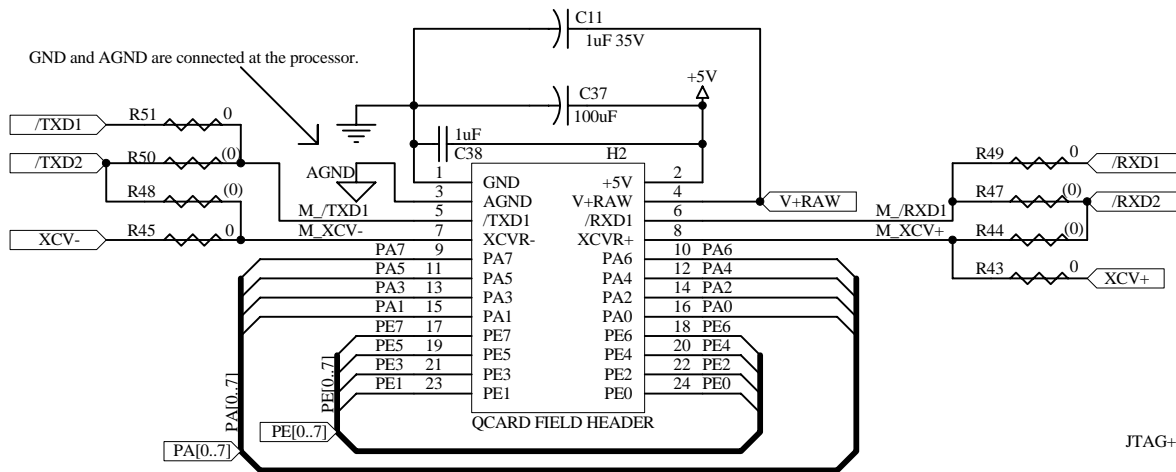 C11
1uF 35V
GND and AGND are connected at the processor.
+5V
C37
100uF
R51 0
/TXD1
1uF
C38
H2
/TXD2
R50 (0)
AGND
R49 0
/RXD1
1 GND +5V 2
R48 (0)
3 AGND V+RAW 4
V+RAW
R47 (0)
/RXD2
M_/TXD1 5 /TXD1 /RXD1 6 M_/RXD1
XCV-
R45 0
M_XCV- 7 XCVR- XCVR+ 8 M_XCV+
R44 (0)
PA7 9 PA7 PA6 10 PA6
PA5 11 PA5 PA4 12 PA4
R43 0
XCV+
PA3 13 PA3 PA2 14 PA2
PA1 15 PA1 PA0 16 PA0
PE7 17 PE7 PE6 18 PE6
PE5 19 PE5 PE4 20 PE4
PE3 21 PE3 PE2 22 PE2
PE1 23 PE1 PE0 24 PE0
PA[0..7]
PE[0..7]
QCARD FIELD HEADER
PE[0..7]
PA[0..7]
JTAG+